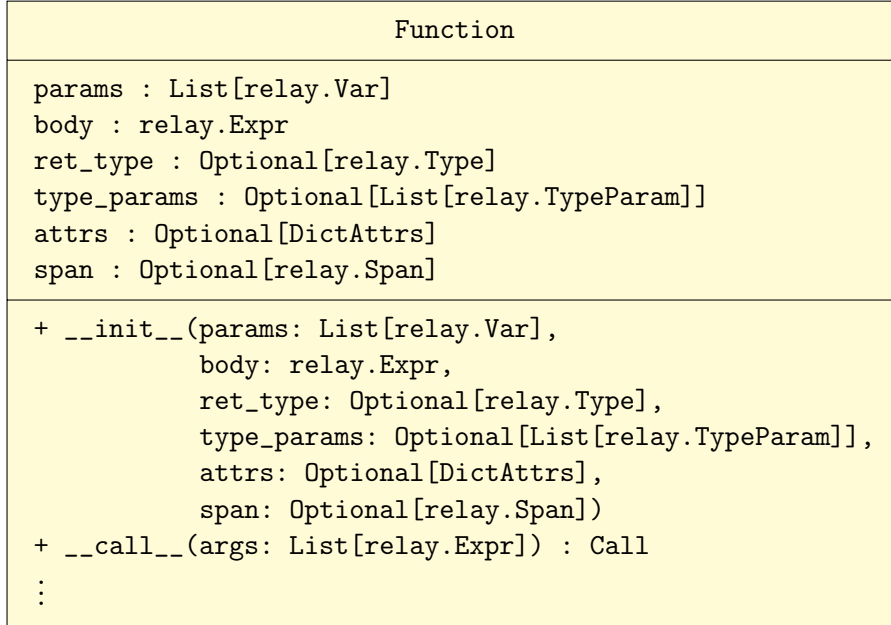 Function
params : List[relay.Var]
body : relay.Expr
ret_type : Optional[relay.Type]
type_params : Optional[List[relay.TypeParam]]
attrs : Optional[DictAttrs]
span : Optional[relay.Span]
+ __init__(params: List[relay.Var],
body: relay.Expr,
ret_type: Optional[relay.Type],
type_params: Optional[List[relay.TypeParam]],
attrs: Optional[DictAttrs],
span: Optional[relay.Span])
+ __call__(args: List[relay.Expr]) : Call
⋮